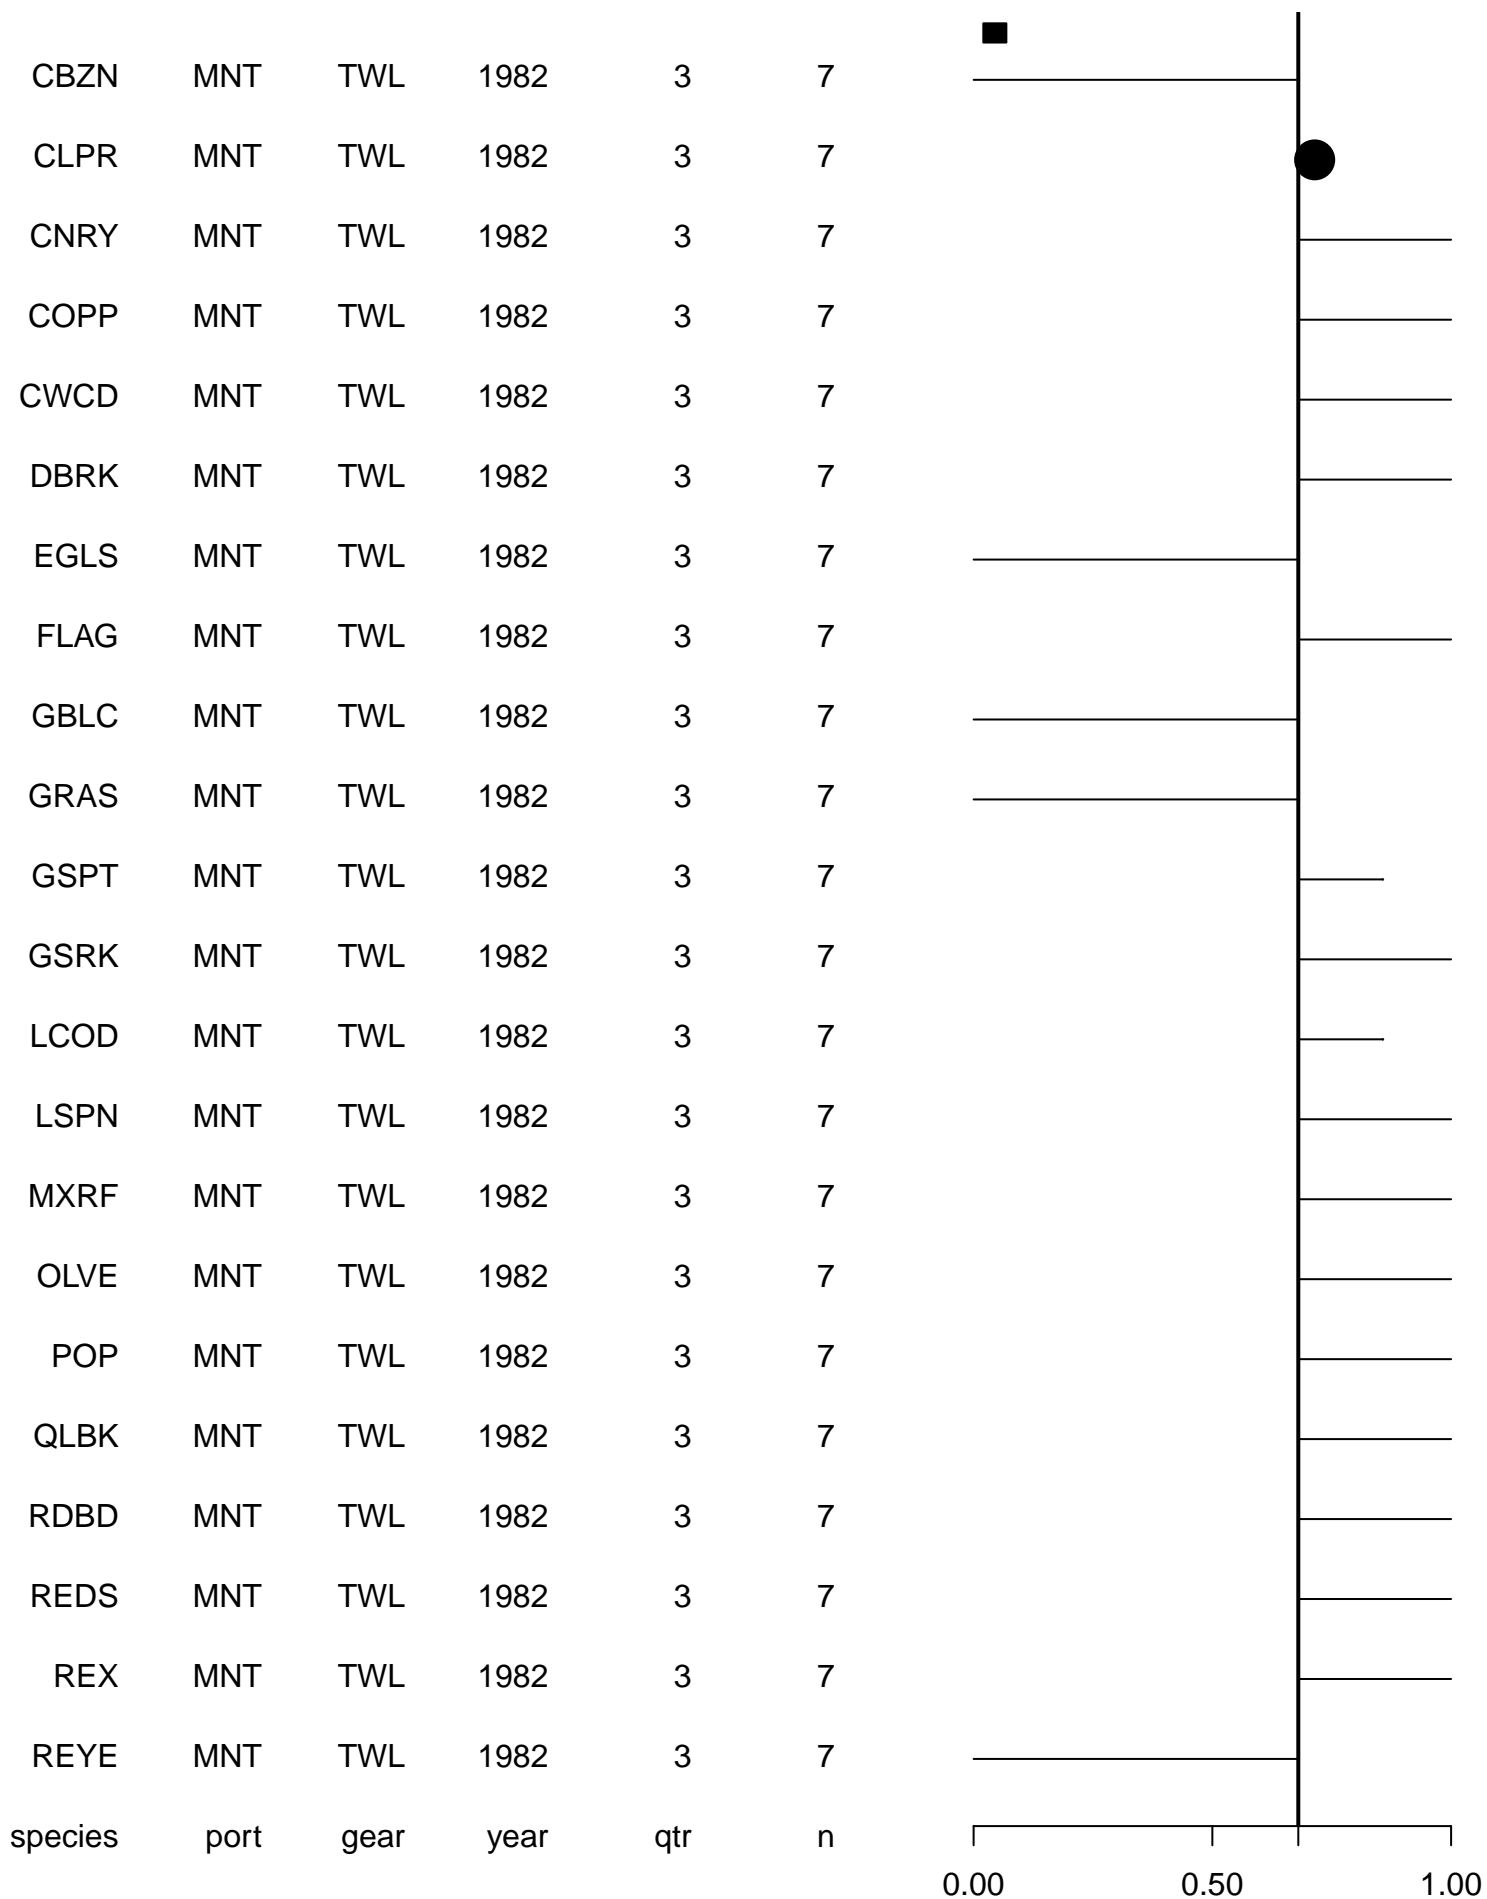 CBZN MNT TWL 1982 3 7
CLPR MNT TWL 1982 3 7
CNRY MNT TWL 1982 3 7
COPP MNT TWL 1982 3 7
CWCD MNT TWL 1982 3 7
DBRK MNT TWL 1982 3 7
EGLS MNT TWL 1982 3 7
FLAG MNT TWL 1982 3 7
GBLC MNT TWL 1982 3 7
GRAS MNT TWL 1982 3 7
GSPT MNT TWL 1982 3 7
GSRK MNT TWL 1982 3 7
LCOD MNT TWL 1982 3 7
LSPN MNT TWL 1982 3 7
MXRF MNT TWL 1982 3 7
OLVE MNT TWL 1982 3 7
POP MNT TWL 1982 3 7
QLBK MNT TWL 1982 3 7
RDBD MNT TWL 1982 3 7
REDS MNT TWL 1982 3 7
REX MNT TWL 1982 3 7
REYE MNT TWL 1982 3 7
species port gear year qtr n
0.00 0.50 1.00